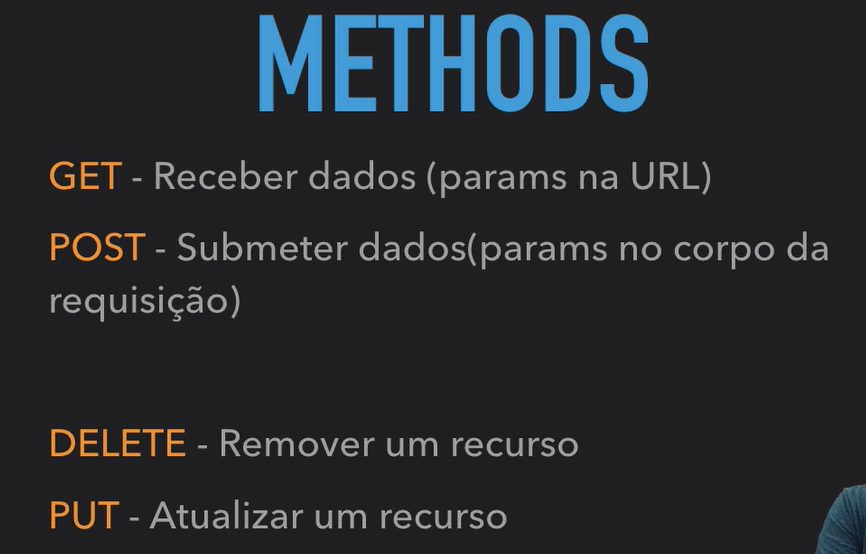 METHODS
GET - Receber dados (params na URL)
POST - Submeter dados(params no corpo da
requisição)
DELETE - Remover um recurso
PUT - Atualizar um recurso